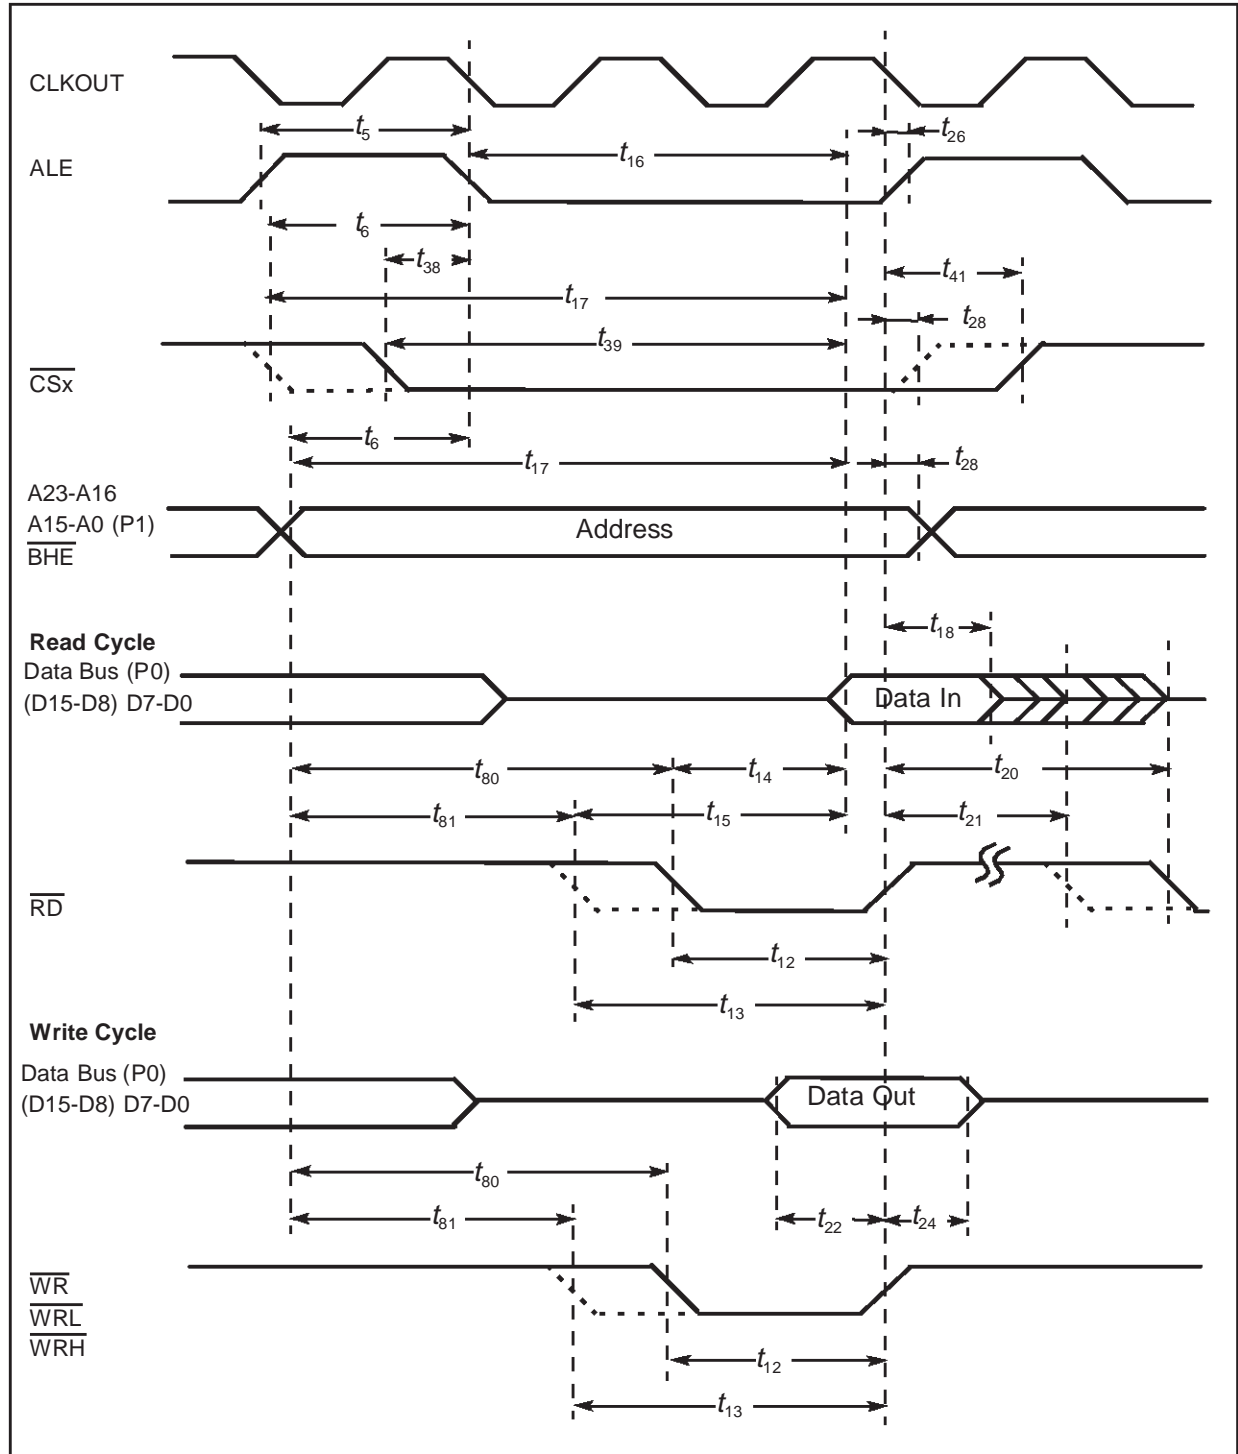 CLKOUT
t5
t26
ALE
t16
t6
t38
t41
t17
t28
t39
CSx
t6
t17
t28
A23-A16
A15-A0 (P1)
Address
BHE
t18
Read Cycle
Data Bus (P0)
(D15-D8) D7-D0
Data In
t80
t14
t20
t81
t15
t21
RD
t12
t13
Write Cycle
Data Bus (P0)
(D15-D8) D7-D0
Data Out
t80
t81
t22
t24
WR
WRL
WRH
t12
t13